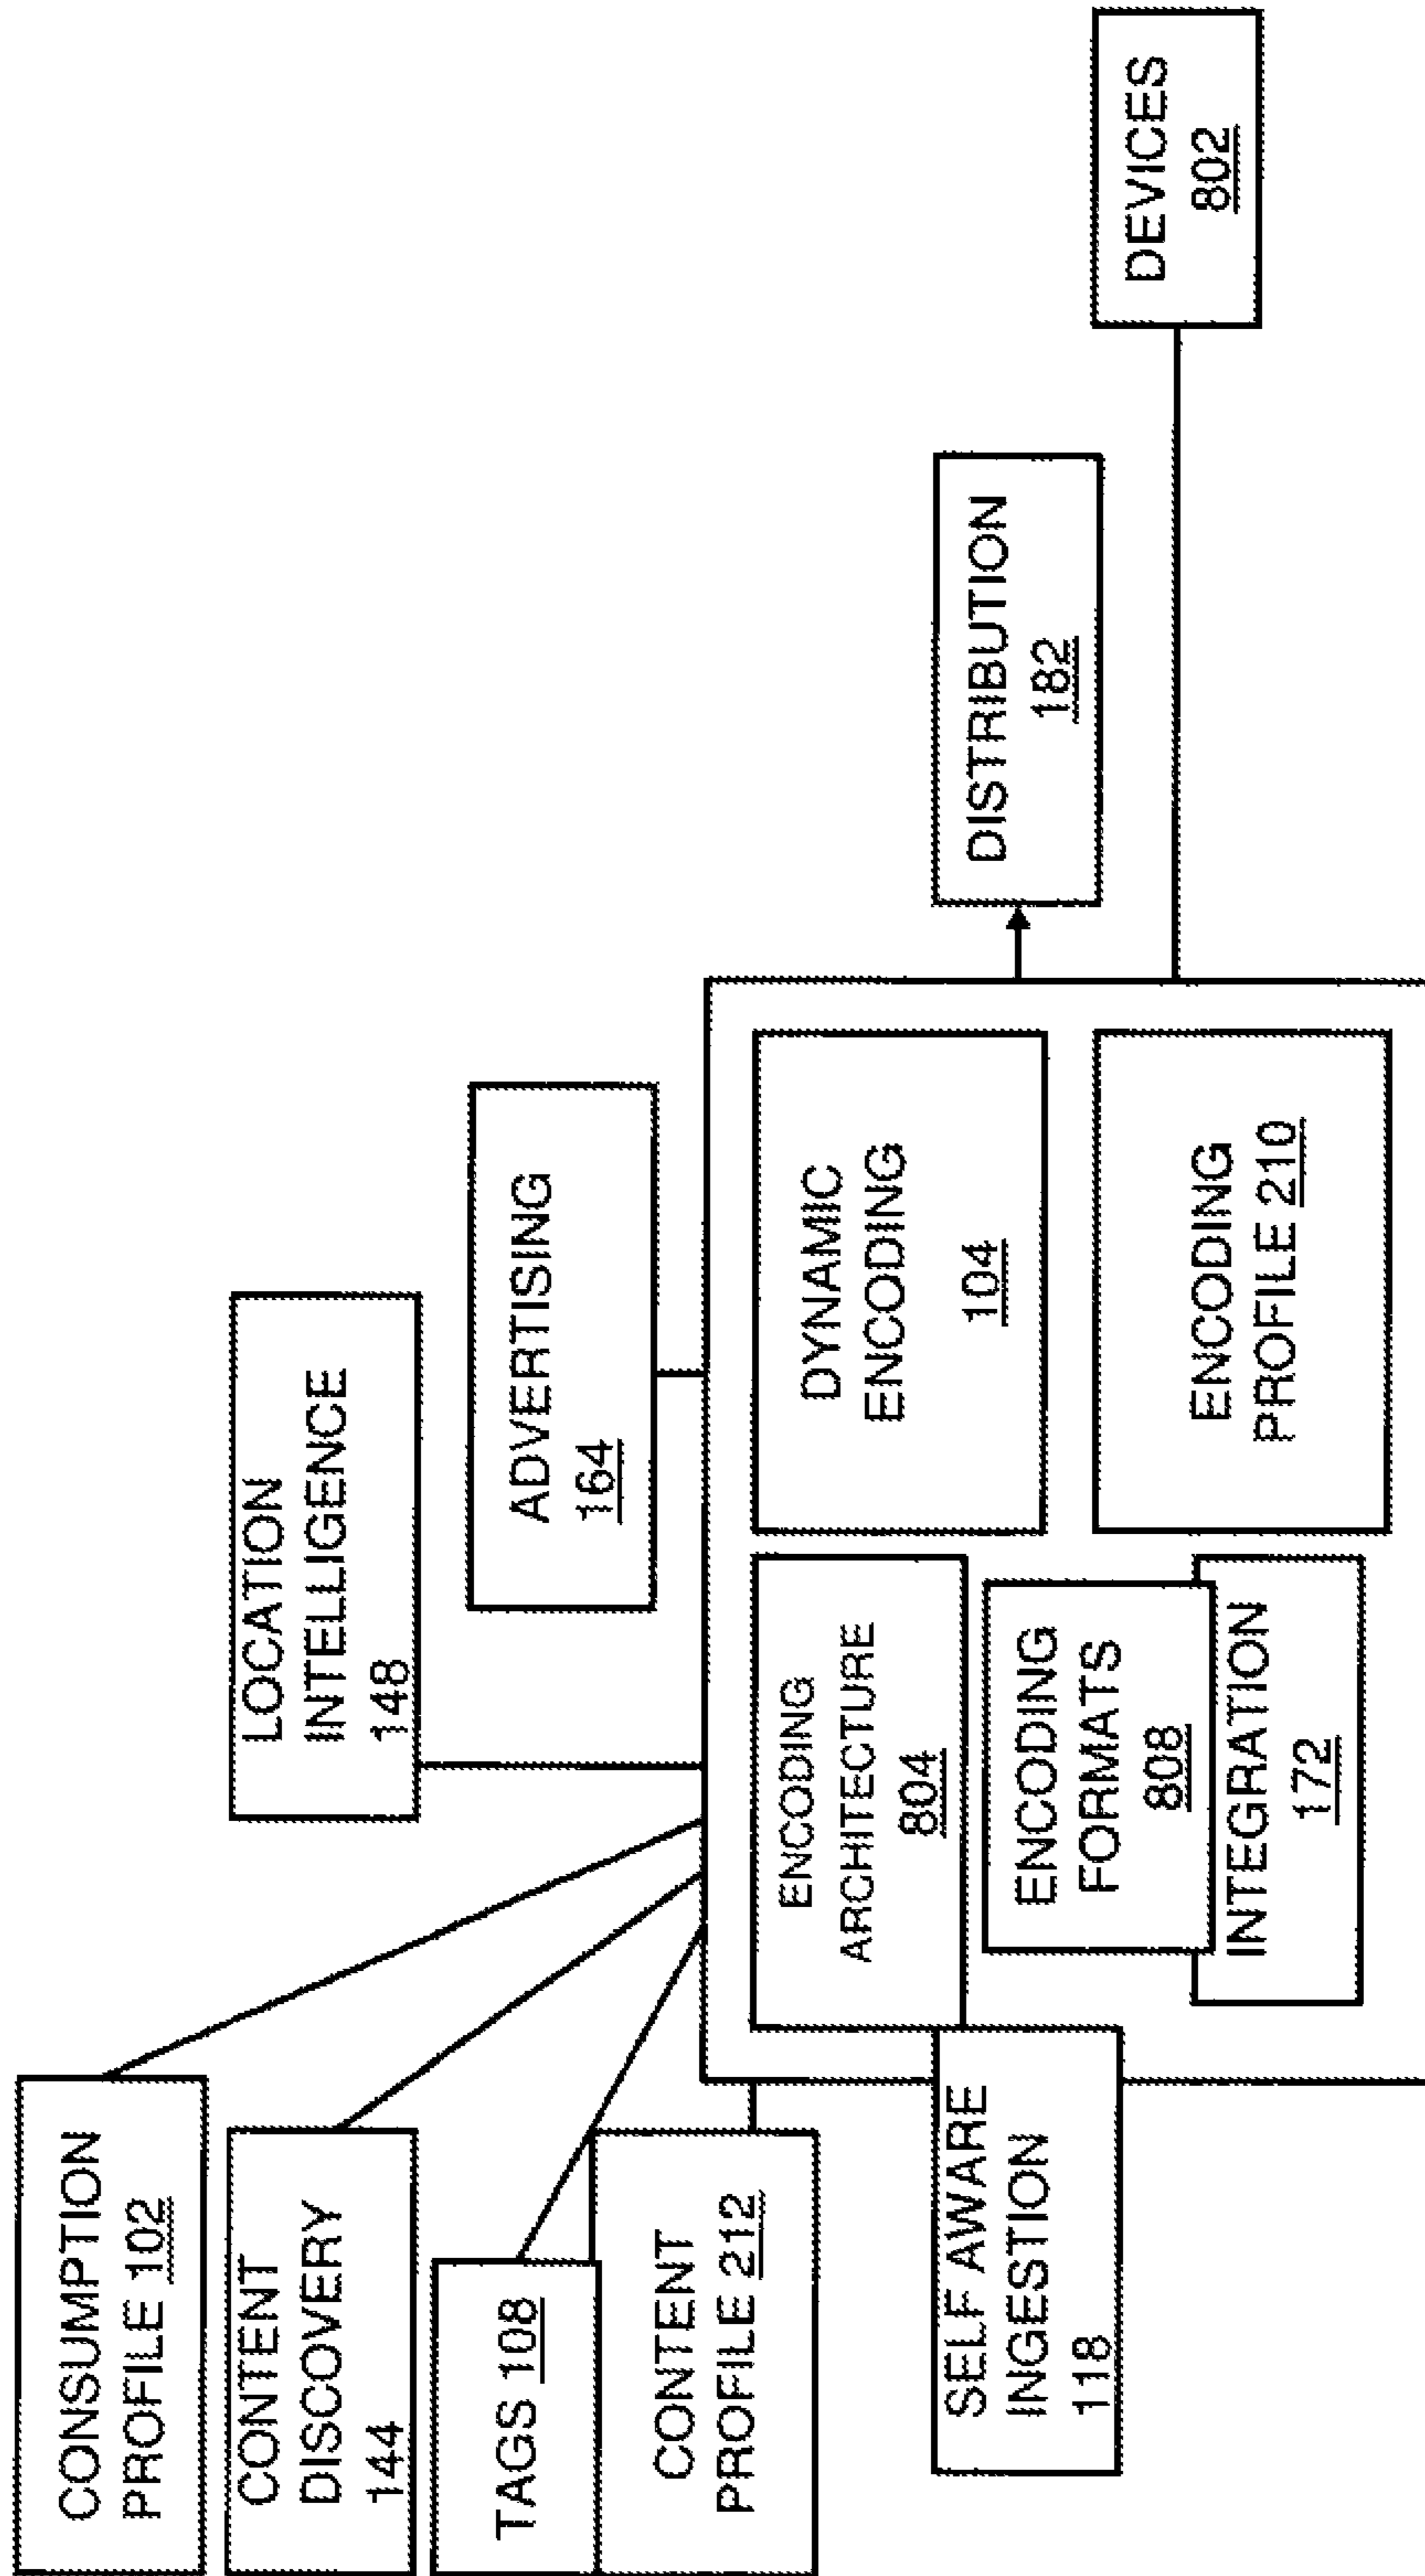 CONSUMPTION
PROFILE 102
CONTENT
DISCOVERY
144
TAGS 108
CONTENT
PROFILE 212
SELF AWARE
INGESTION
118
LOCATION
INTELLIGENCE
148
ADVERTISING
164
ENCODING
ARCHITECTURE
804
ENCODING
FORMATS
808
INTEGRATION
172
DYNAMIC
ENCODING
104
ENCODING
PROFILE 210
DISTRIBUTION
182
DEVICES
802